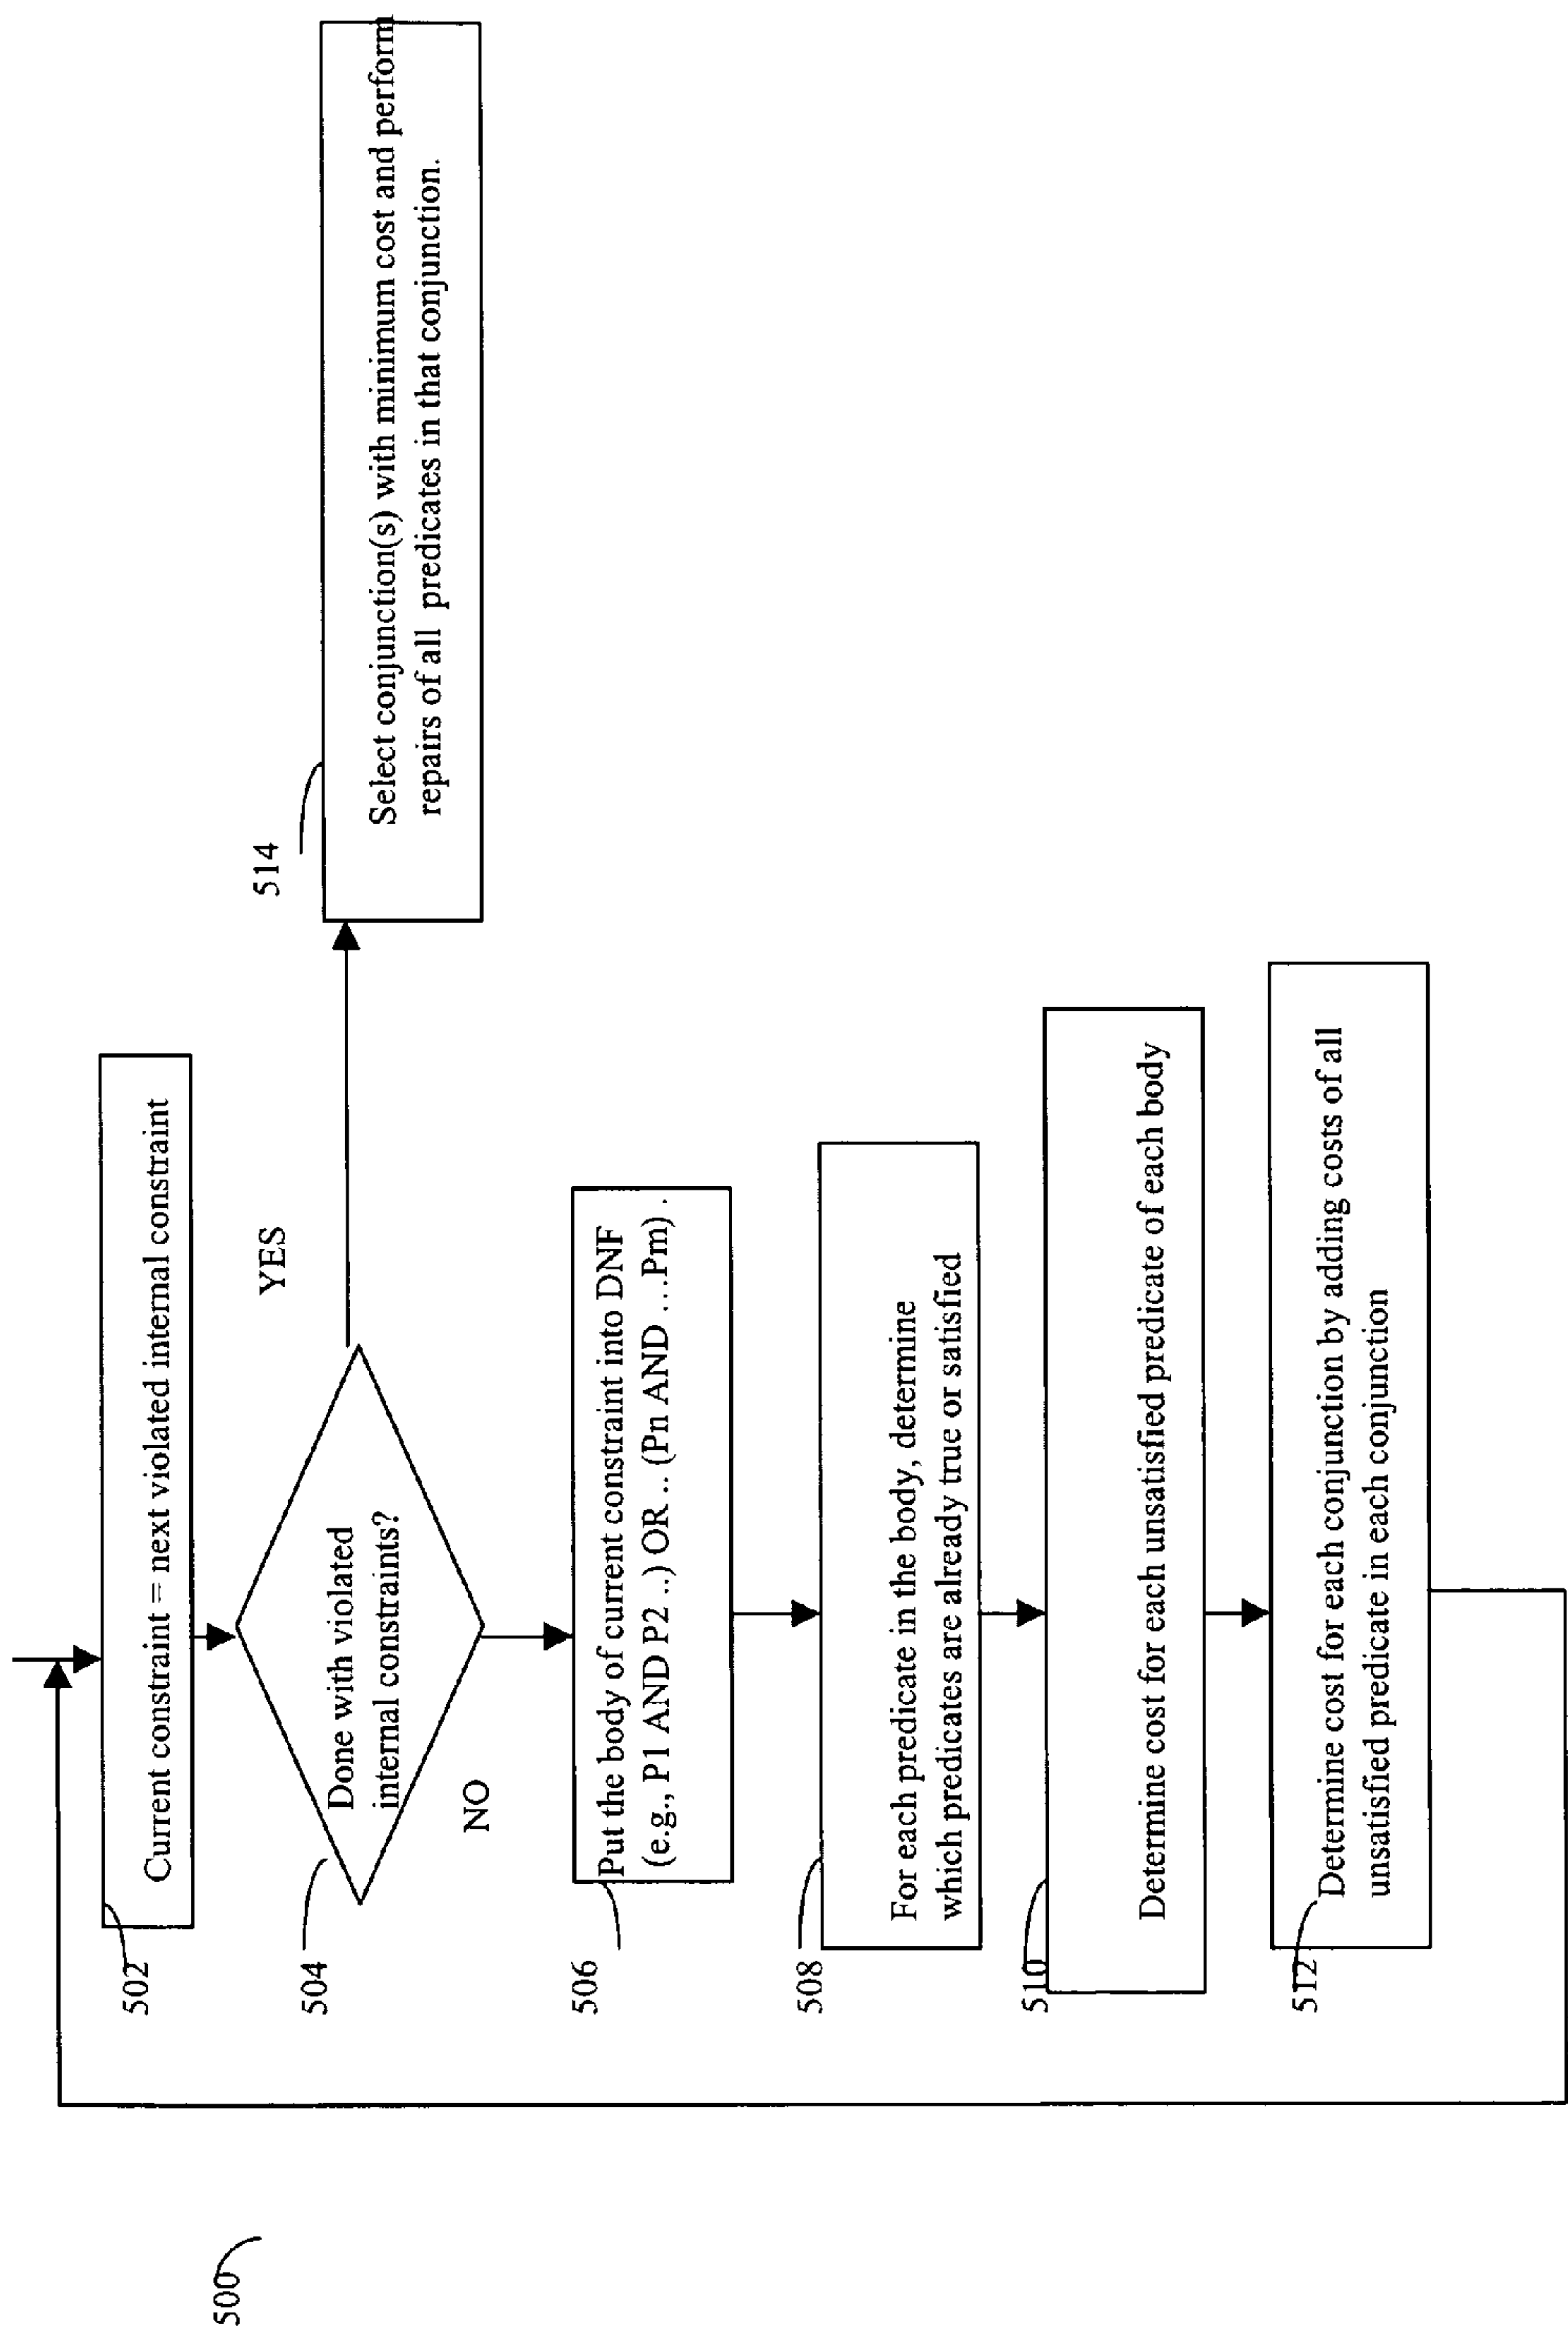 500
502
Current constraint = next violated internal constraint
504
Done with violated
internal constraints?
YES
NO
514
Select conjunction(s) with minimum cost and perform
repairs of all predicates in that conjunction.
506
Put the body of current constraint into DNF
(e.g., P1 AND P2 ..) OR .. (Pn AND ...Pm) .
508
For each predicate in the body, determine
which predicates are already true or satisfied
510
Determine cost for each unsatisfied predicate of each body
512
Determine cost for each conjunction by adding costs of all
unsatisfied predicate in each conjunction